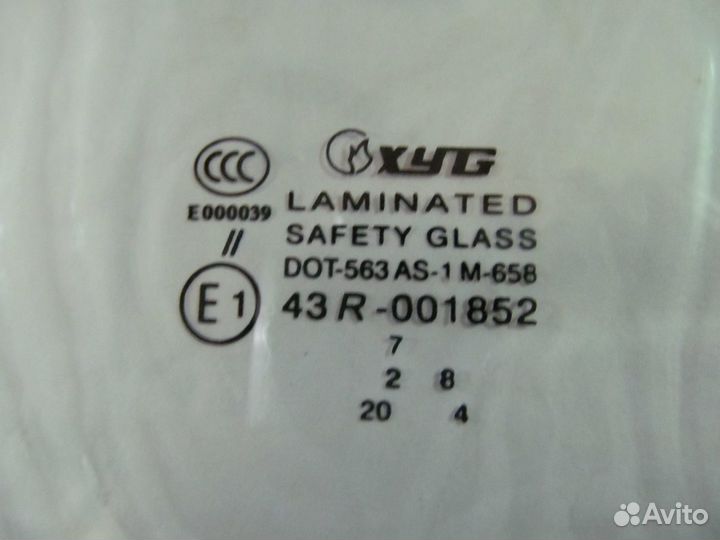 CCC XYG
E000039 LAMINATED
// SAFETY GLASS
DOT-563 AS-1 M-658
E1 43R-001852
7
2 8
20 4
Avito